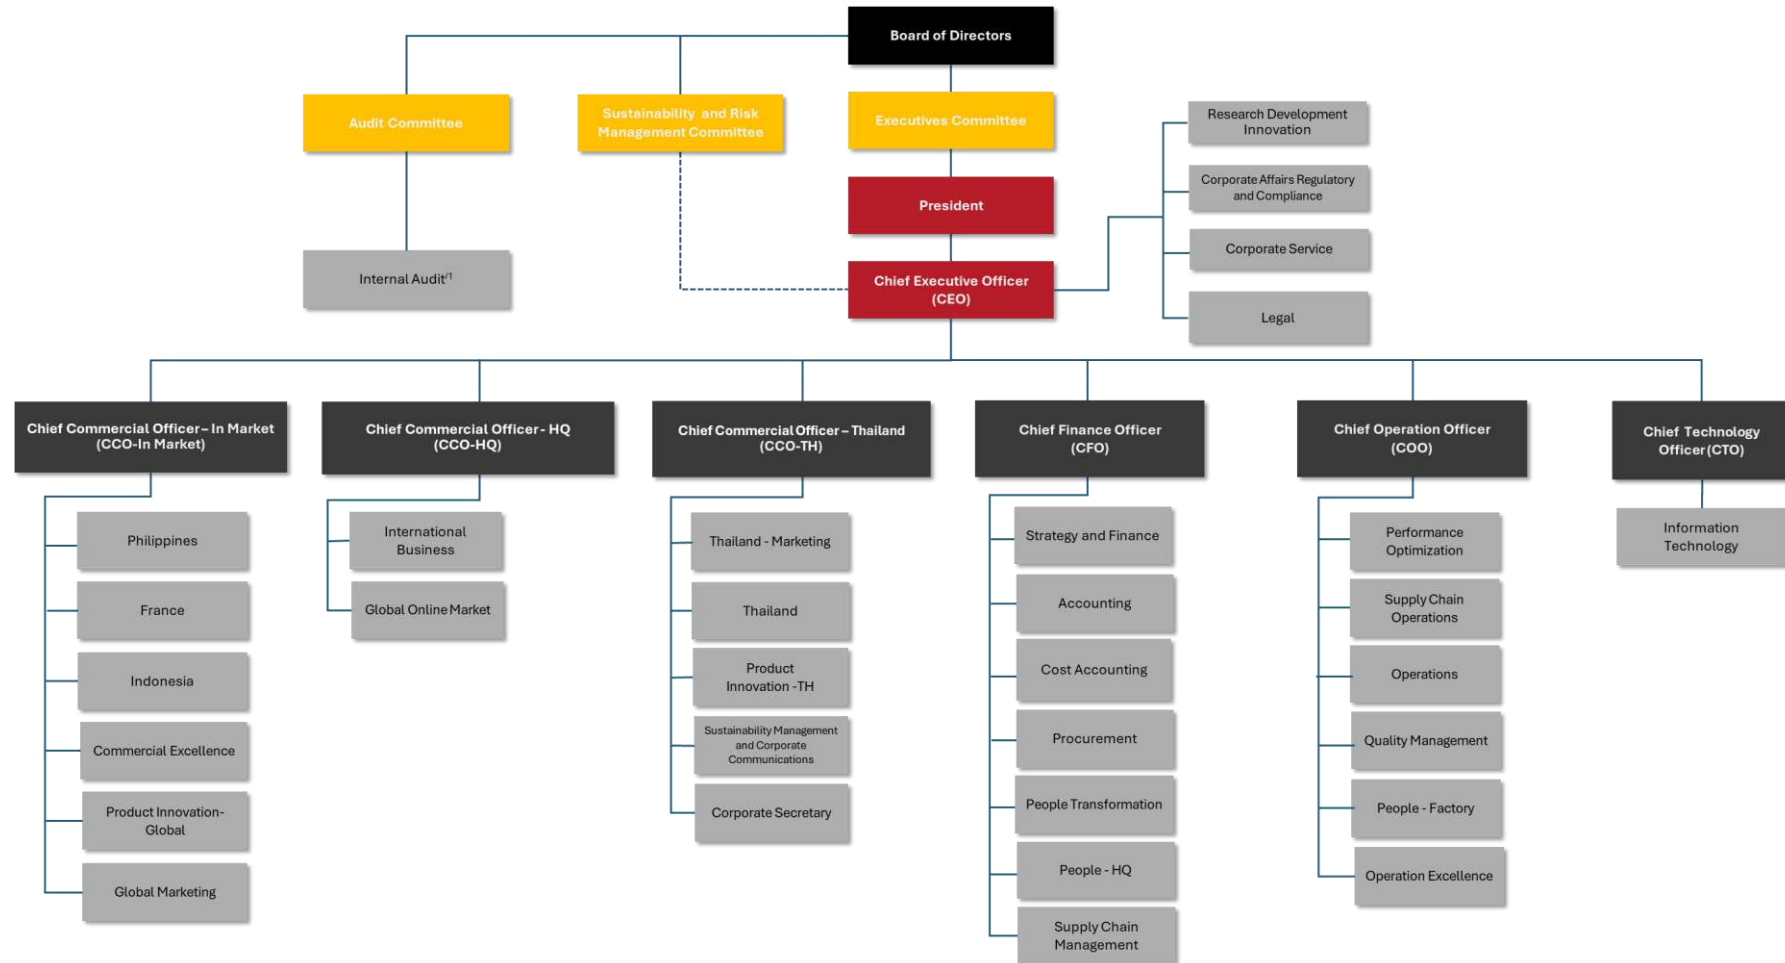 Board of Directors
Audit Committee
Sustainability and Risk
Management Committee
Executives Committee
Research Development
Innovation
Corporate Affairs Regulatory
and Compliance
President
Corporate Service
Internal Audit/1
Chief Executive Officer
(CEO)
Legal
Chief Commercial Officer – In Market
(CCO-In Market)
Chief Commercial Officer - HQ
(CCO-HQ)
Chief Commercial Officer – Thailand
(CCO-TH)
Chief Finance Officer
(CFO)
Chief Operation Officer
(COO)
Chief Technology
Officer (CTO)
Philippines
France
Indonesia
Commercial Excellence
Product Innovation-
Global
Global Marketing
International
Business
Global Online Market
Thailand - Marketing
Thailand
Product
Innovation -TH
Sustainability Management
and Corporate
Communications
Corporate Secretary
Strategy and Finance
Accounting
Cost Accounting
Procurement
People Transformation
People - HQ
Supply Chain
Management
Performance
Optimization
Supply Chain
Operations
Operations
Quality Management
People - Factory
Operation Excellence
Information
Technology